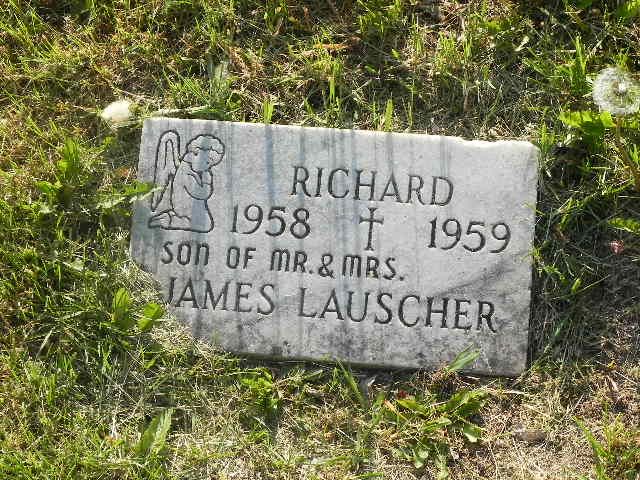 RICHARD
1958 1959
SON OF MR. & MRS.
JAMES LAUSCHER